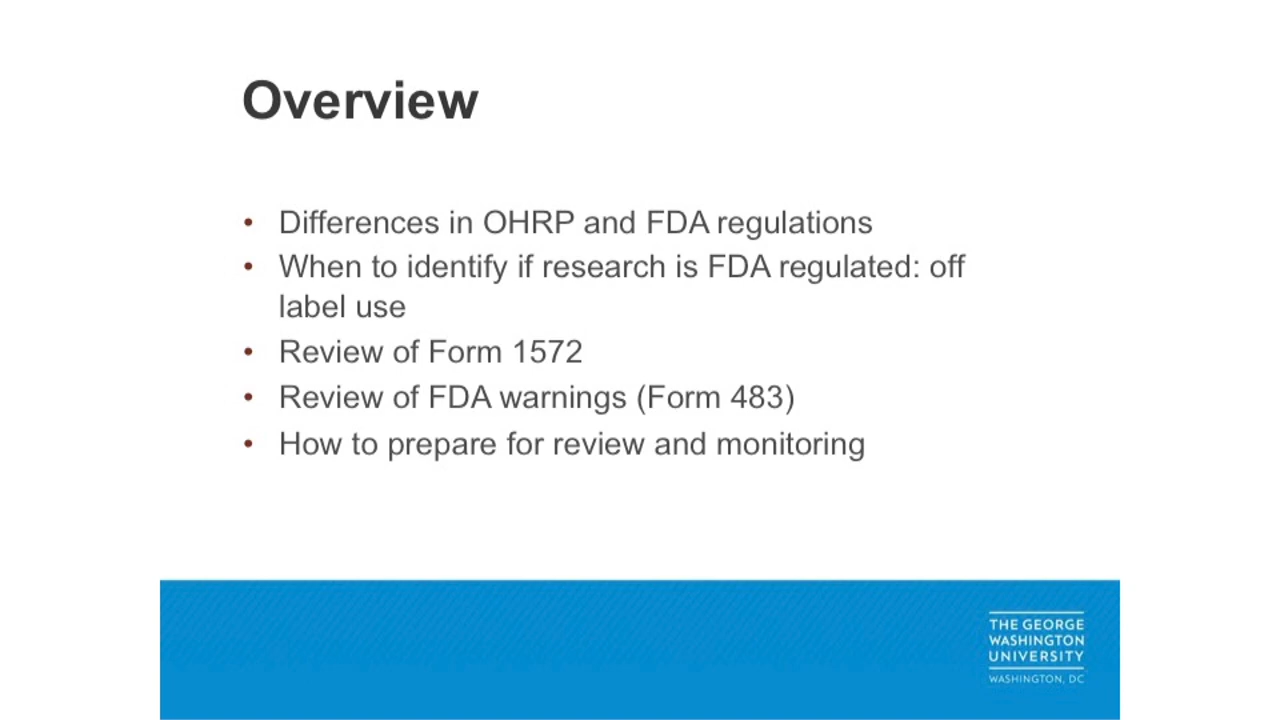 Overview
• Differences in OHRP and FDA regulations
• When to identify if research is FDA regulated: off
label use
• Review of Form 1572
• Review of FDA warnings (Form 483)
• How to prepare for review and monitoring
THE GEORGE
WASHINGTON
UNIVERSITY
WASHINGTON, DC